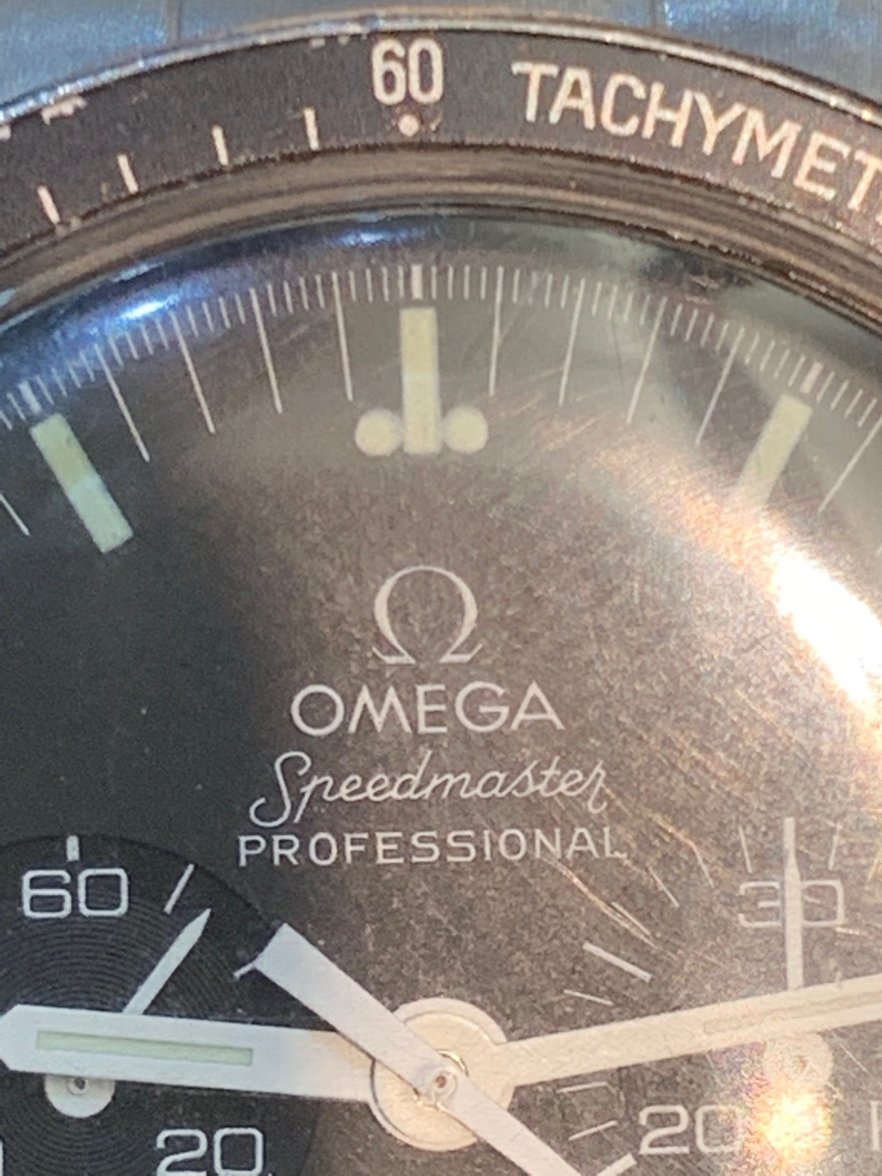 60 TACHYMET
Ω
OMEGA
Speedmaster
PROFESSIONAL
60
30
20
20